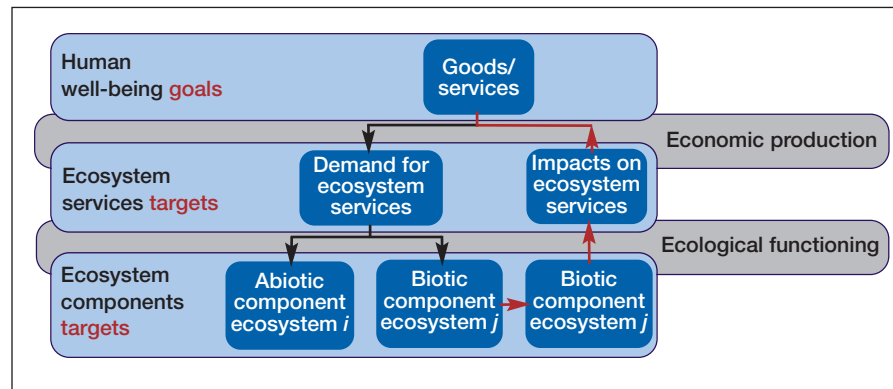 Human
well-being goals
Goods/
services
Economic production
Ecosystem
services targets
Demand for
ecosystem
services
Impacts on
ecosystem
services
Ecological functioning
Ecosystem
components
targets
Abiotic
component
ecosystem i
Biotic
component
ecosystem j
Biotic
component
ecosystem j